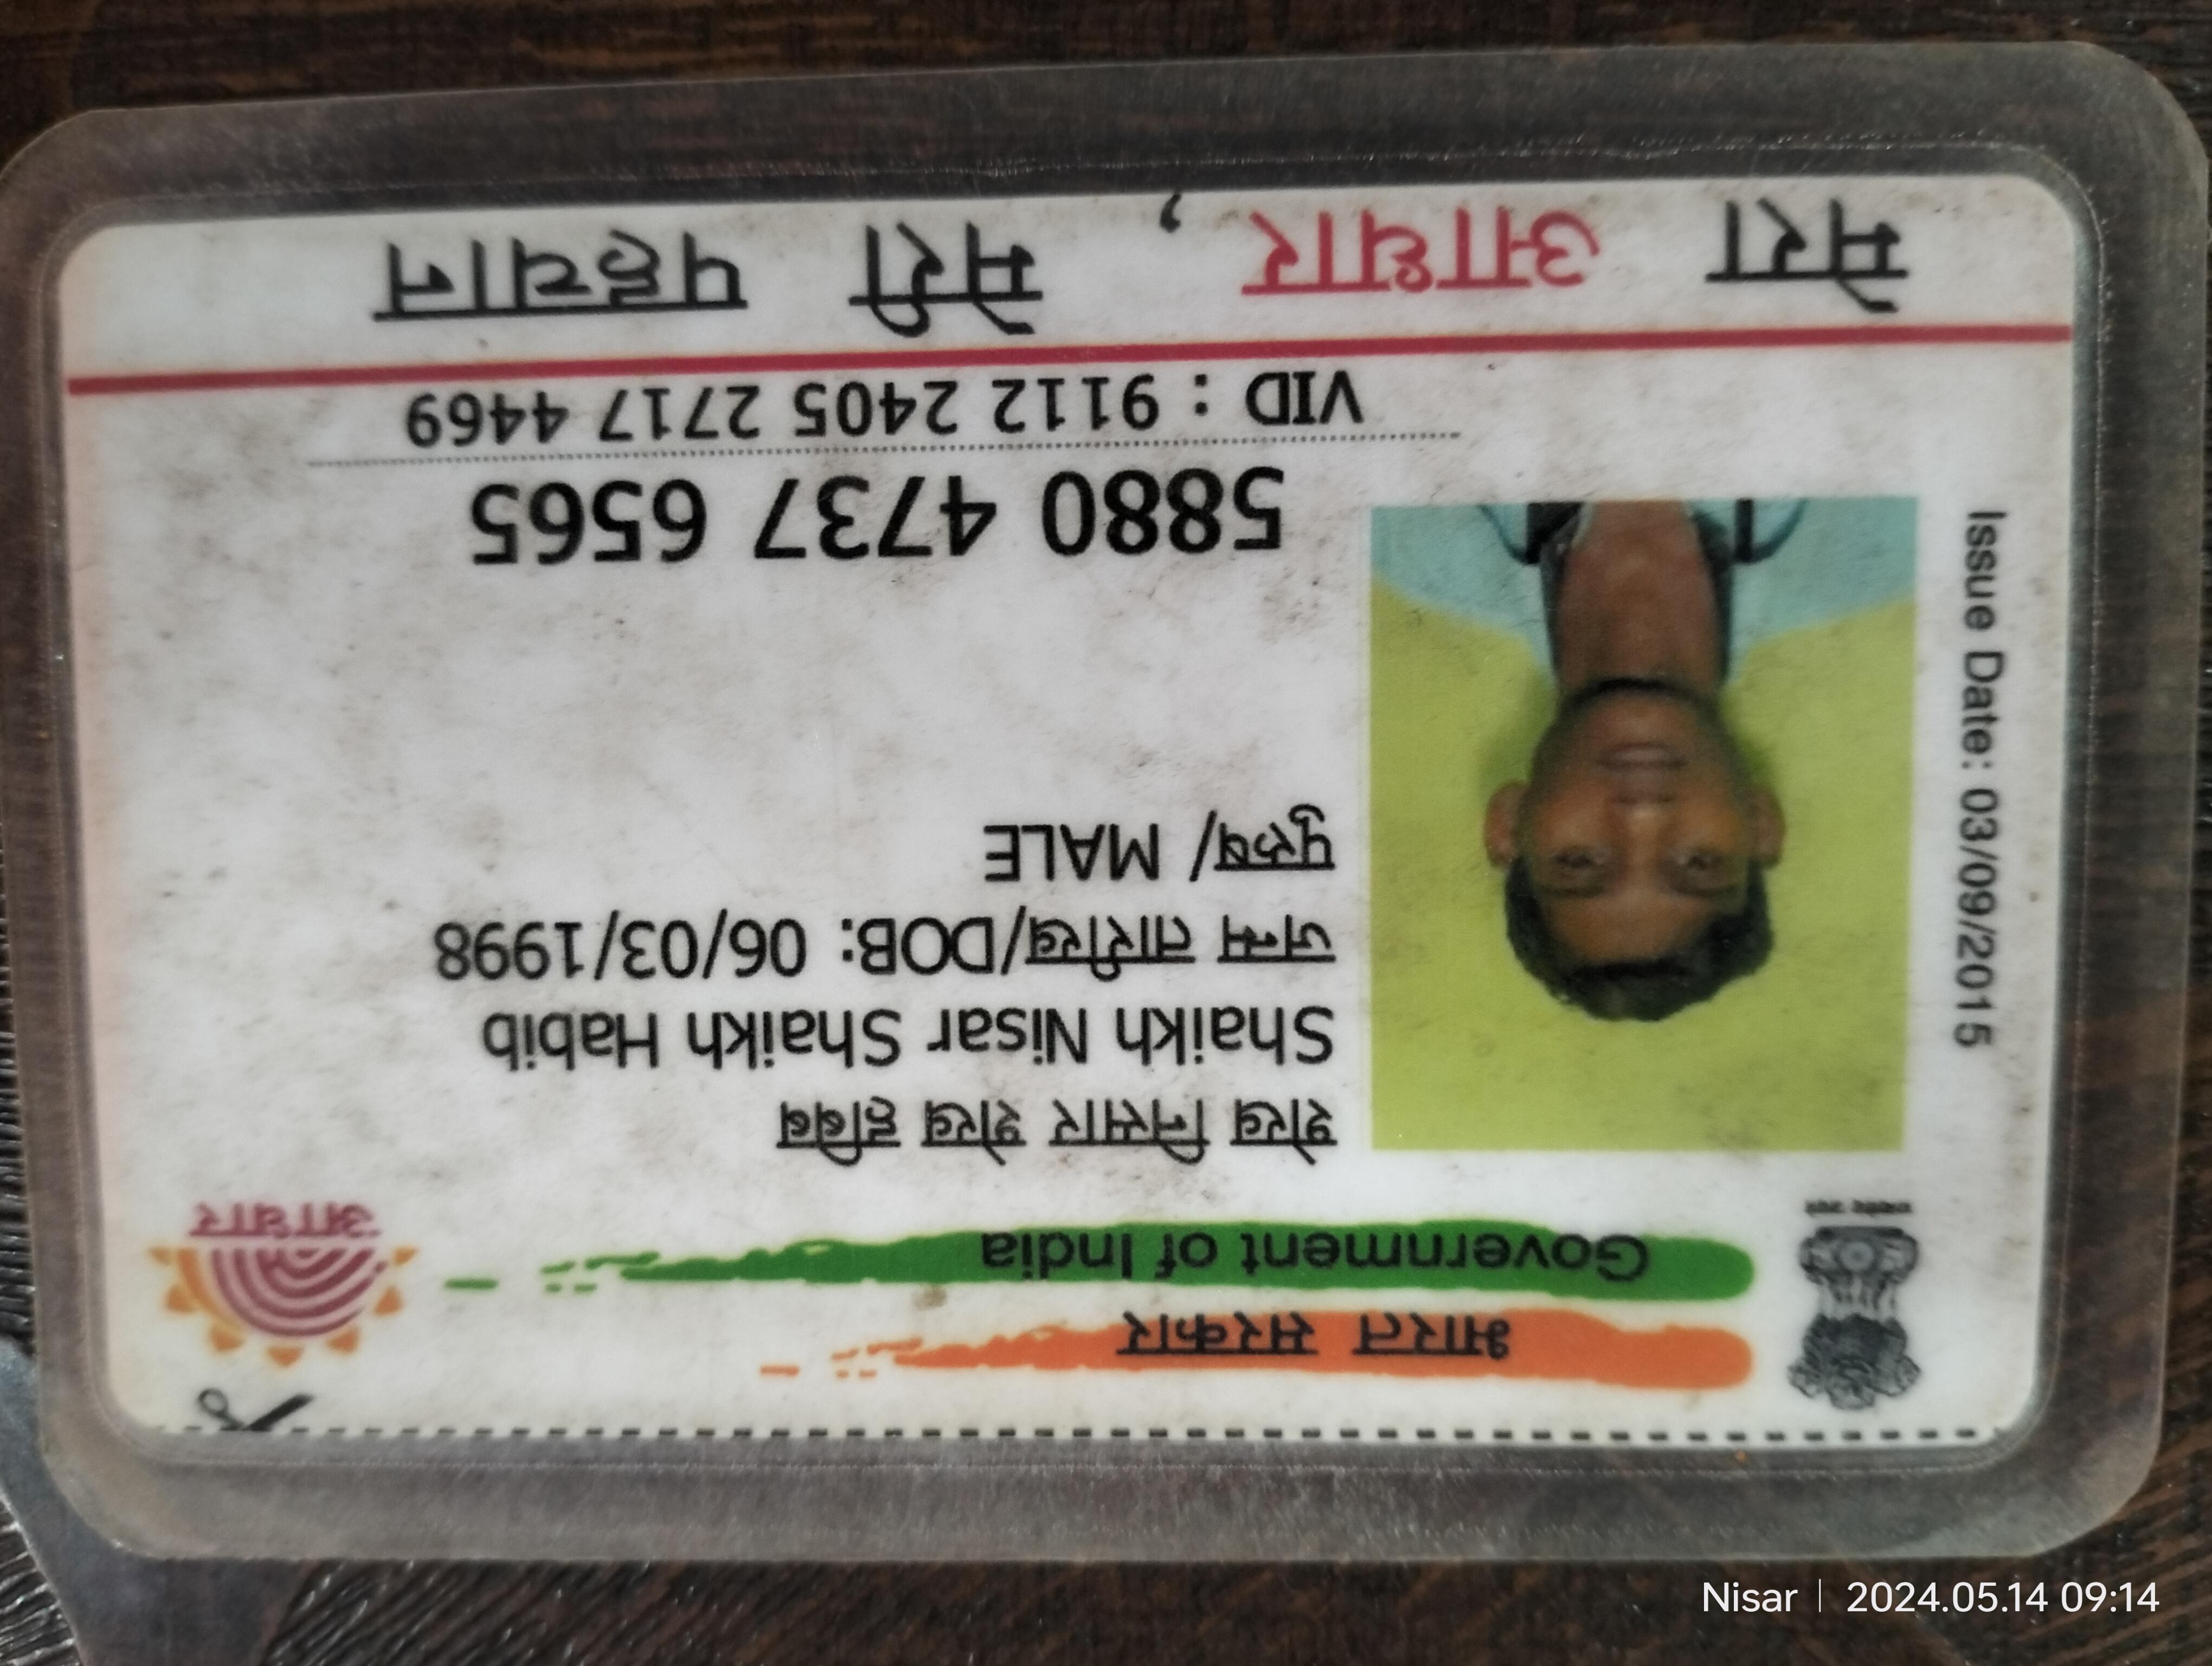 भारत सरकार
Government of India
आधार
शेख निसार शेख हबिब
Shaikh Nisar Shaikh Habib
जन्म तारीख/DOB: 06/03/1998
पुरुष/ MALE
Issue Date: 03/09/2015
5880 4737 6565
VID : 9112 2405 2717 4469
मेरा आधार, मेरी पहचान
Nisar | 2024.05.14 09:14